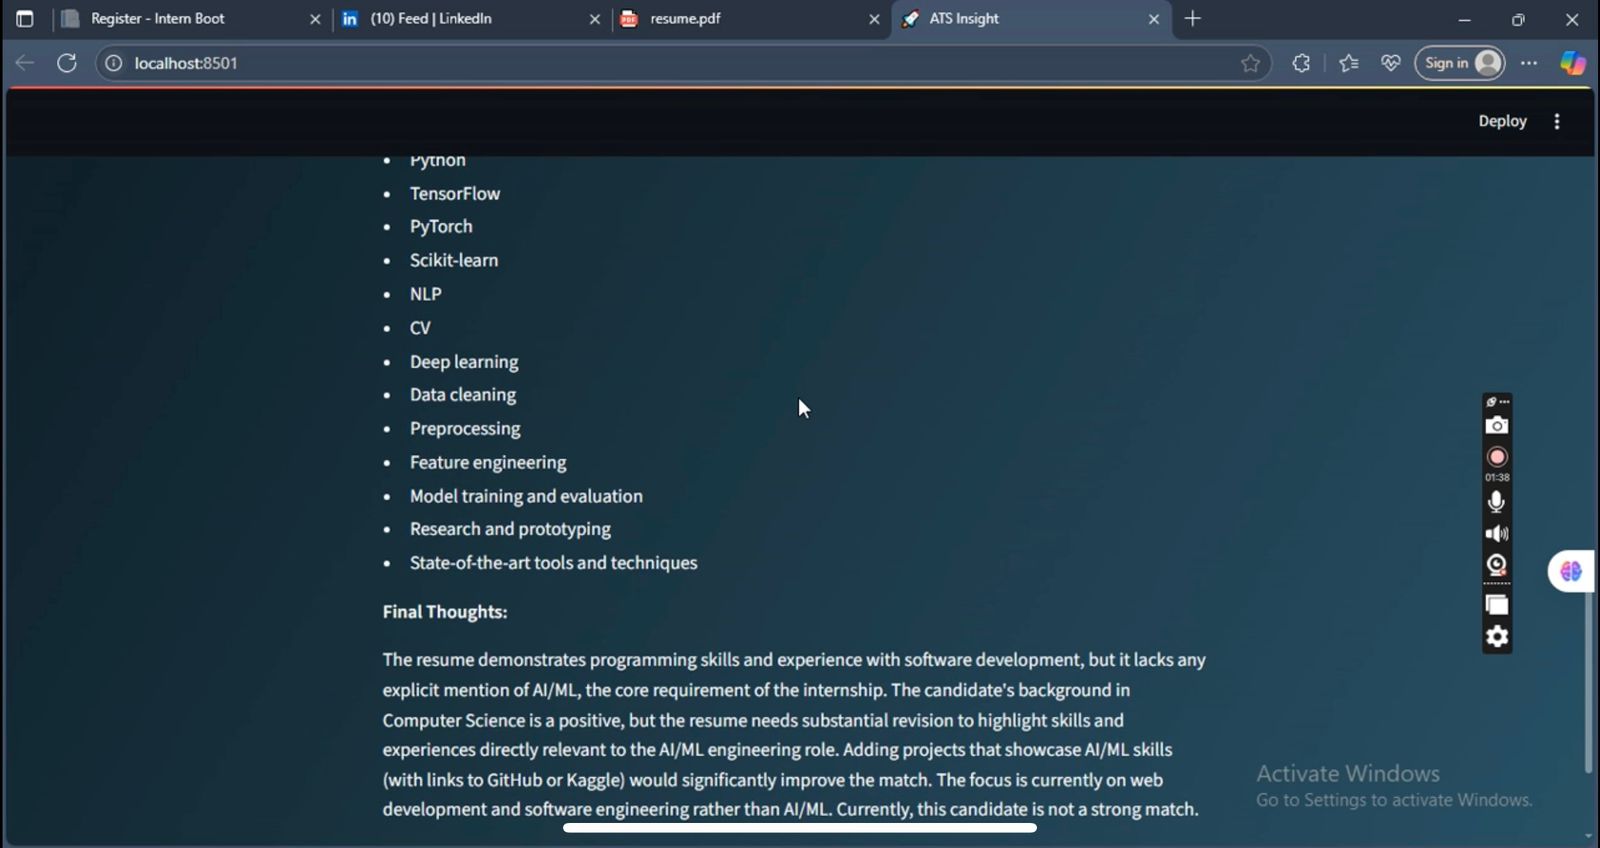 Register - Intern Boot
(10) Feed | LinkedIn
resume.pdf
ATS Insight
localhost:8501
Sign in
Deploy
• Python
• TensorFlow
• PyTorch
• Scikit-learn
• NLP
• CV
• Deep learning
• Data cleaning
• Preprocessing
• Feature engineering
• Model training and evaluation
• Research and prototyping
• State-of-the-art tools and techniques
01:38
Final Thoughts:
The resume demonstrates programming skills and experience with software development, but it lacks any
explicit mention of AI/ML, the core requirement of the internship. The candidate's background in
Computer Science is a positive, but the resume needs substantial revision to highlight skills and
experiences directly relevant to the AI/ML engineering role. Adding projects that showcase AI/ML skills
(with links to GitHub or Kaggle) would significantly improve the match. The focus is currently on web
development and software engineering rather than AI/ML. Currently, this candidate is not a strong match.
Activate Windows
Go to Settings to activate Windows.